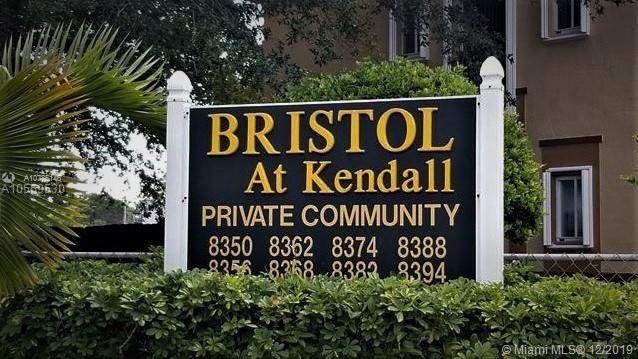 BRISTOL
At Kendall
PRIVATE COMMUNITY
8350 8362 8374 8388
8356 8368 8382 8394
© Miami MLS® 12/2019